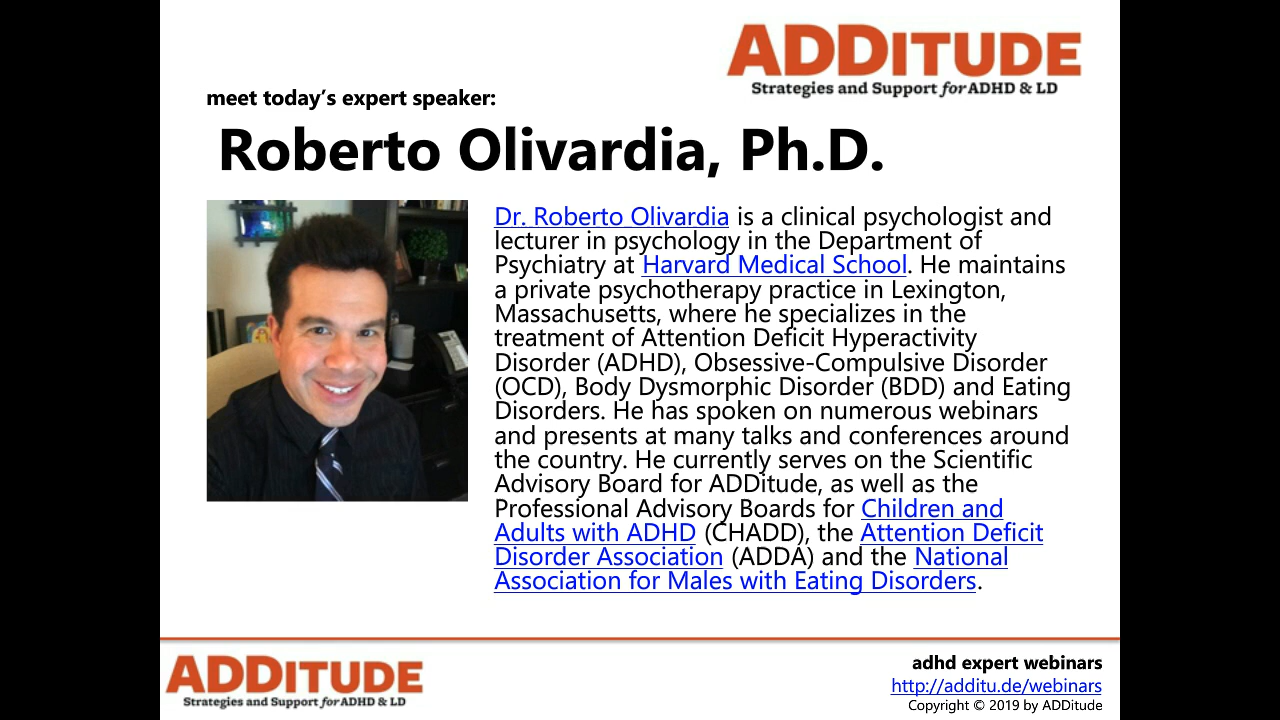 ADDITUDE
Strategies and Support for ADHD & LD
meet today’s expert speaker:
Roberto Olivardia, Ph.D.
Dr. Roberto Olivardia is a clinical psychologist and
lecturer in psychology in the Department of
Psychiatry at Harvard Medical School. He maintains
a private psychotherapy practice in Lexington,
Massachusetts, where he specializes in the
treatment of Attention Deficit Hyperactivity
Disorder (ADHD), Obsessive-Compulsive Disorder
(OCD), Body Dysmorphic Disorder (BDD) and Eating
Disorders. He has spoken on numerous webinars
and presents at many talks and conferences around
the country. He currently serves on the Scientific
Advisory Board for ADDitude, as well as the
Professional Advisory Boards for Children and
Adults with ADHD (CHADD), the Attention Deficit
Disorder Association (ADDA) and the National
Association for Males with Eating Disorders.
ADDITUDE
Strategies and Support for ADHD & LD
adhd expert webinars
http://additu.de/webinars
Copyright © 2019 by ADDitude